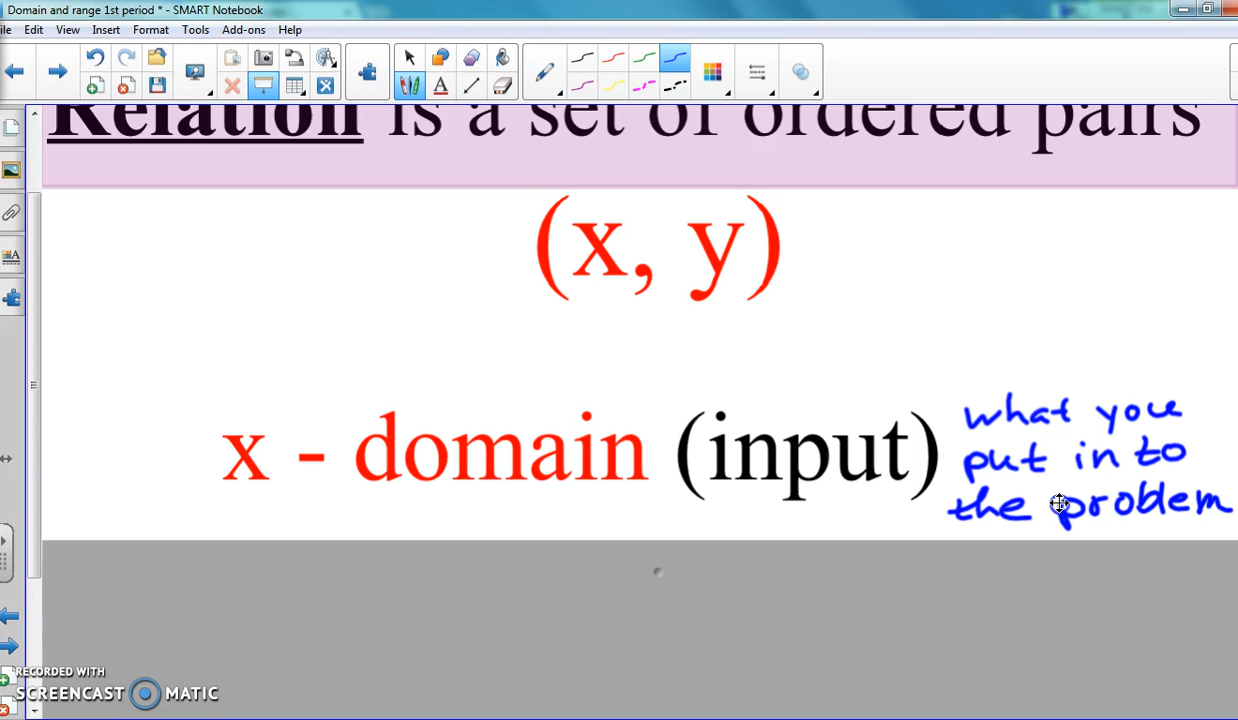 Domain and range 1st period * - SMART Notebook
ile Edit View Insert Format Tools Add-ons Help
Relation is a set of ordered pairs
(x, y)
x - domain (input)
what you
put in to
the problem
RECORDED WITH
SCREENCAST MATIC